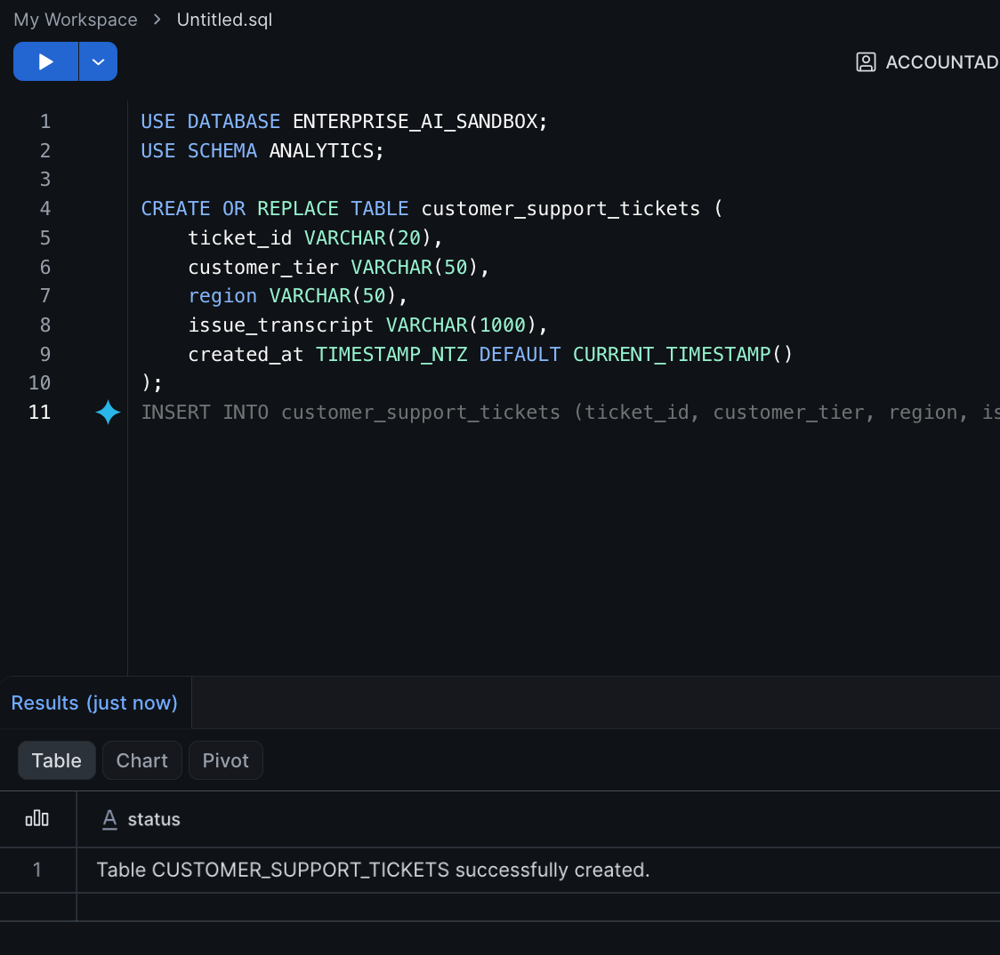 My Workspace > Untitled.sql
ACCOUNTAD
1 USE DATABASE ENTERPRISE_AI_SANDBOX;
2 USE SCHEMA ANALYTICS;
3
4 CREATE OR REPLACE TABLE customer_support_tickets (
5     ticket_id VARCHAR(20),
6     customer_tier VARCHAR(50),
7     region VARCHAR(50),
8     issue_transcript VARCHAR(1000),
9     created_at TIMESTAMP_NTZ DEFAULT CURRENT_TIMESTAMP()
10 );
11 INSERT INTO customer_support_tickets (ticket_id, customer_tier, region, is
Results (just now)
Table Chart Pivot
A status
1 Table CUSTOMER_SUPPORT_TICKETS successfully created.